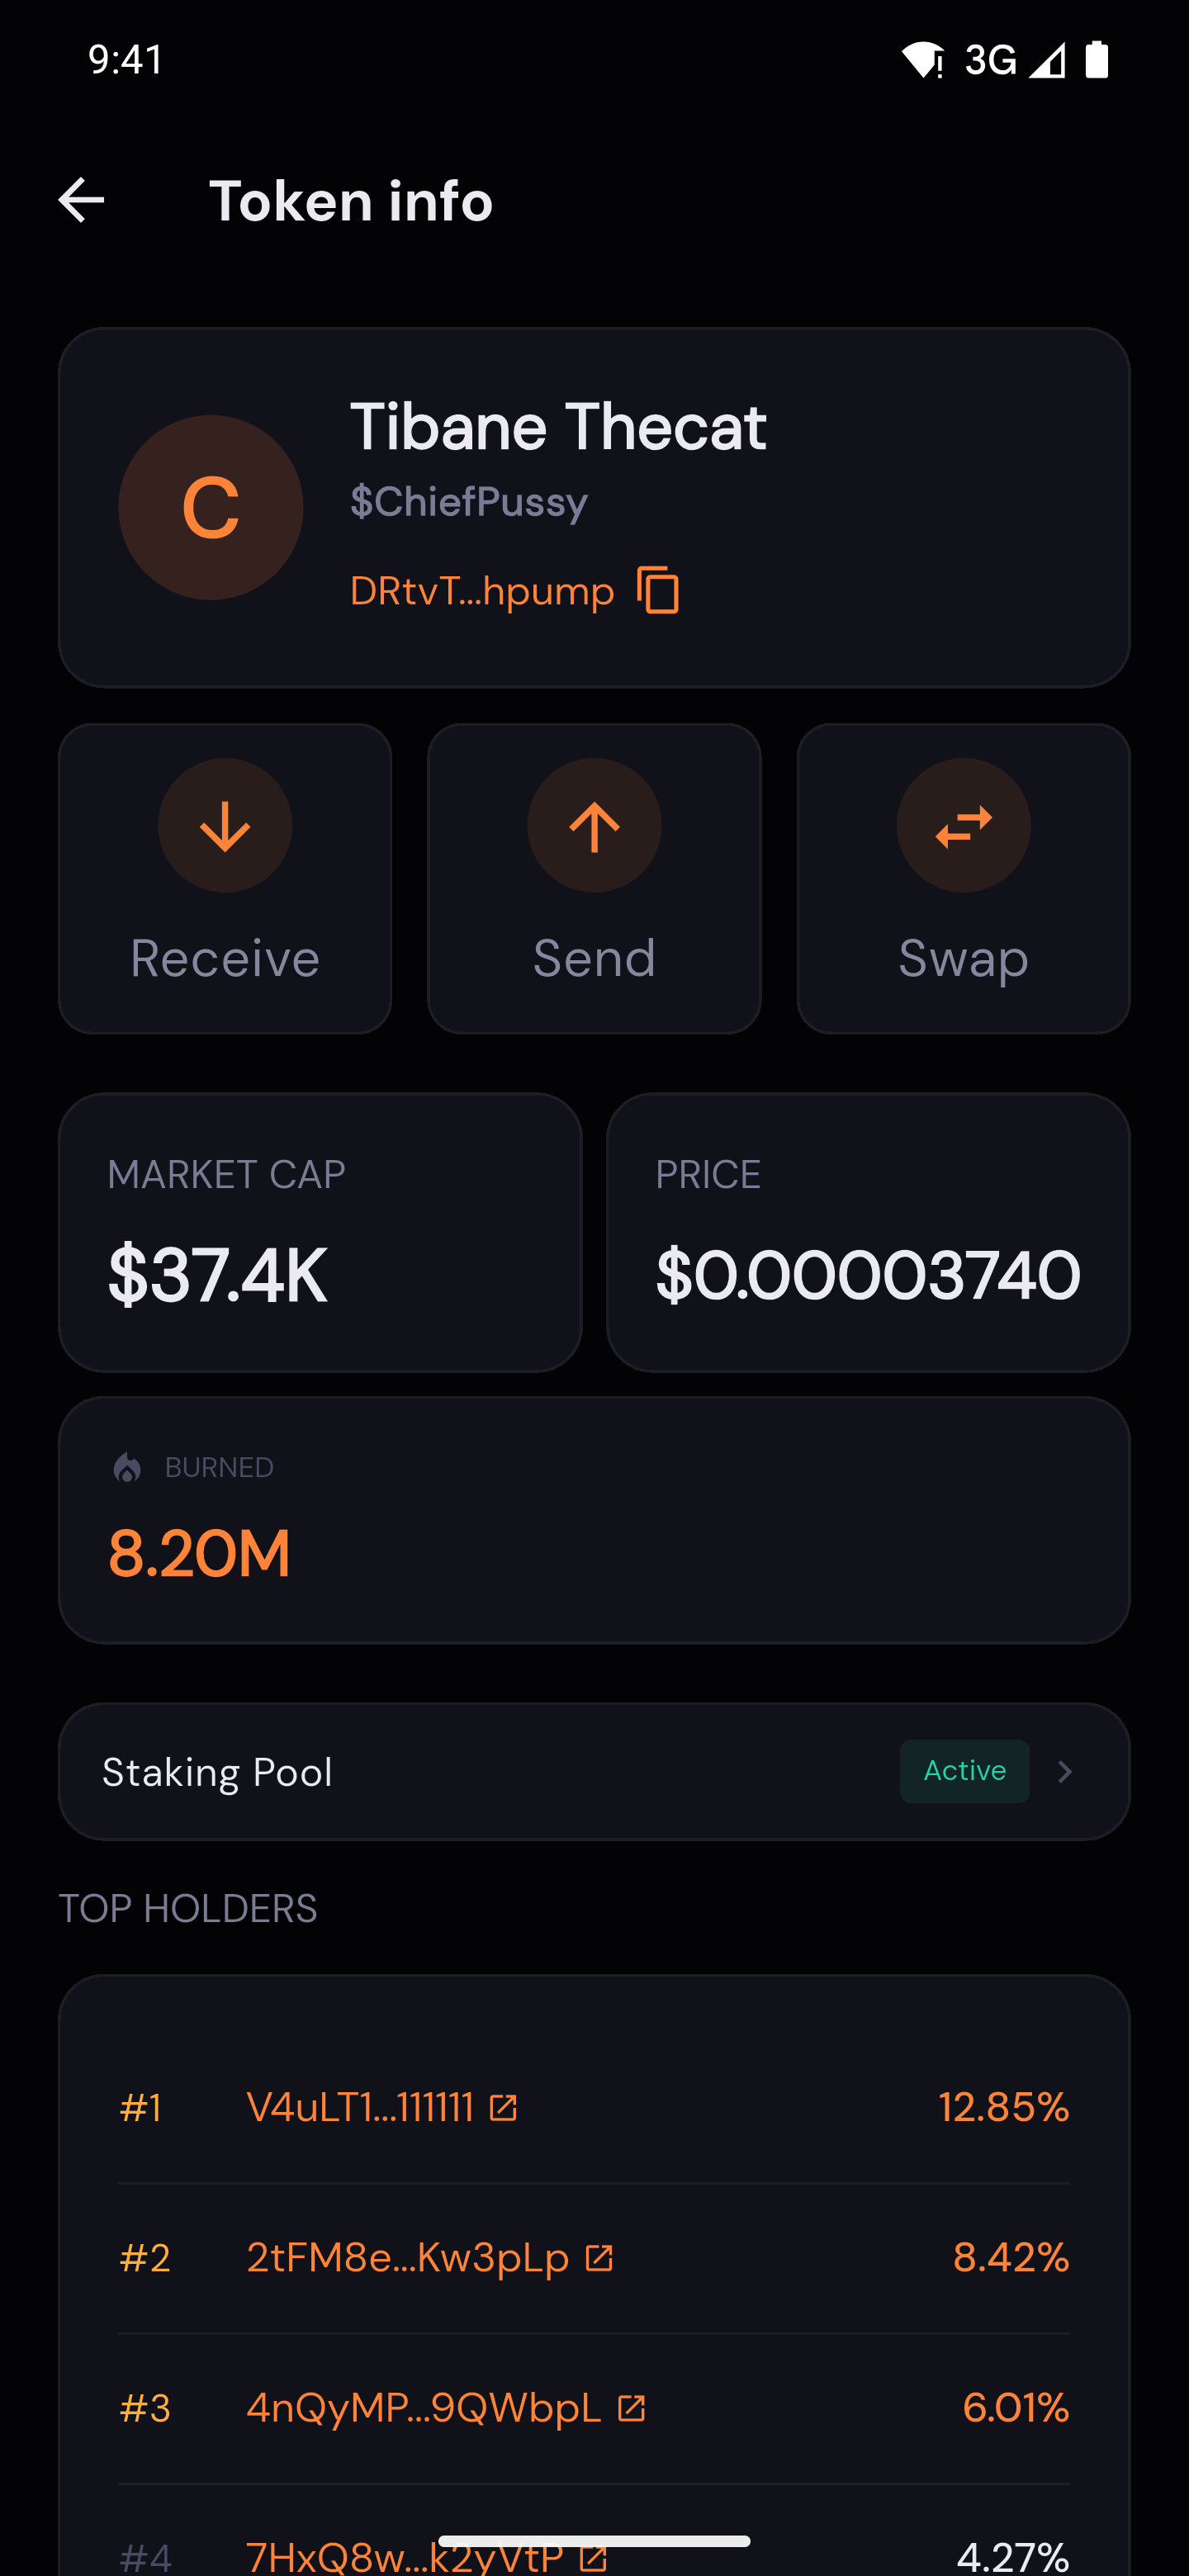 9:41
3G
Token info
C
Tibane Thecat
$ChiefPussy
DRtvT...hpump
Receive
Send
Swap
MARKET CAP
PRICE
$37.4K
$0.00003740
BURNED
8.20M
Staking Pool
Active
TOP HOLDERS
#1 V4uLT1...111111 12.85%
#2 2tFM8e...Kw3pLp 8.42%
#3 4nQyMP...9QWbpL 6.01%
#4 7HxQ8w...k2yVtP 4.27%